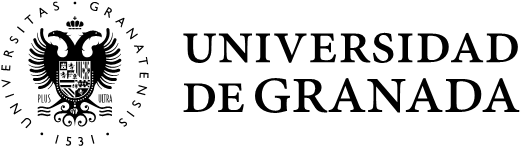 UNIVERSITAS · GRANATENSIS · 1531 ·
PLUS ULTRA
UNIVERSIDAD
DE GRANADA